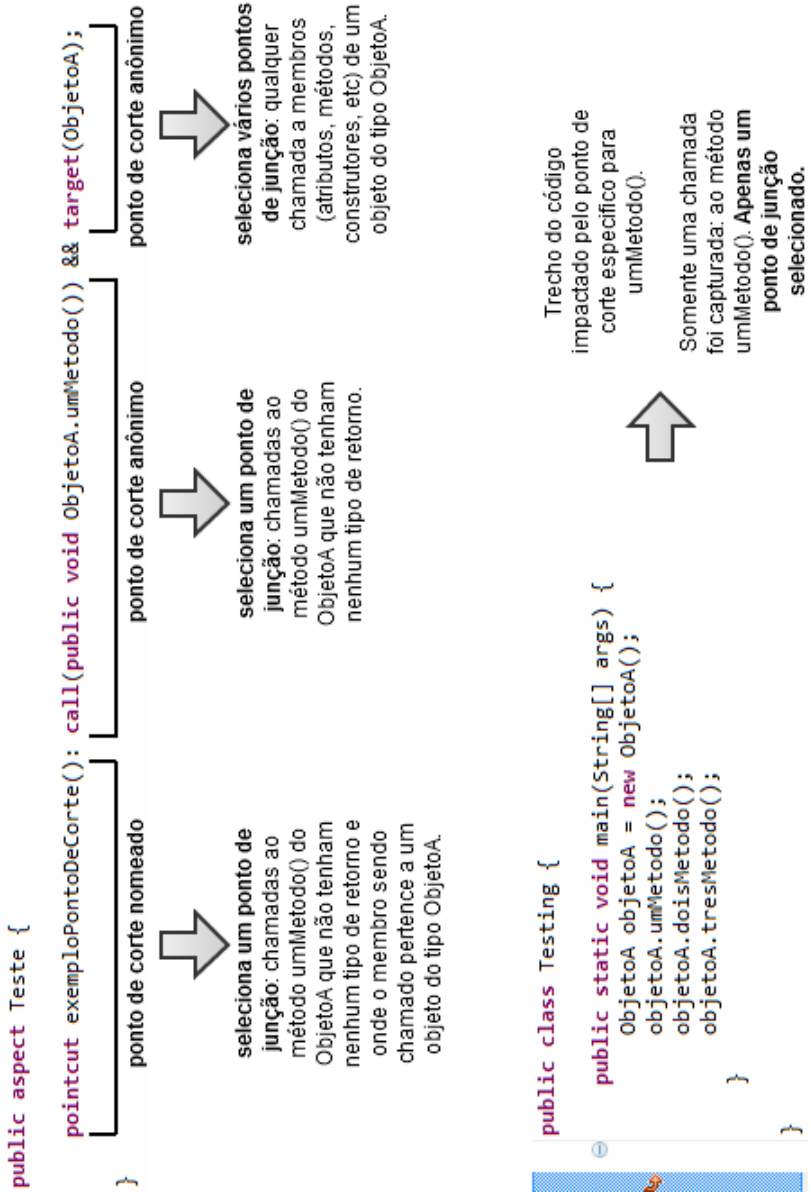 public aspect Teste {
pointcut exemploPontoDeCorte(): call(public void ObjetoA.umMetodo()) && target(ObjetoA);
ponto de corte nomeado
ponto de corte anônimo
ponto de corte anônimo
seleciona um ponto de
junção: chamadas ao
método umMetodo() do
ObjetoA que não tenham
nenhum tipo de retorno e
onde o membro sendo
chamado pertence a um
objeto do tipo ObjetoA.
seleciona um ponto de
junção: chamadas ao
método umMetodo() do
ObjetoA que não tenham
nenhum tipo de retorno.
seleciona vários pontos
de junção: qualquer
chamada a membros
(atributos, métodos,
construtores, etc) de um
objeto do tipo ObjetoA.
}
public class Testing {
public static void main(String[] args) {
ObjetoA objetoA = new ObjetoA();
objetoA.umMetodo();
objetoA.doisMetodo();
objetoA.tresMetodo();
}
}
Trecho do código
impactado pelo ponto de
corte específico para
umMetodo().
Somente uma chamada
foi capturada: ao método
umMetodo(). Apenas um
ponto de junção
selecionado.